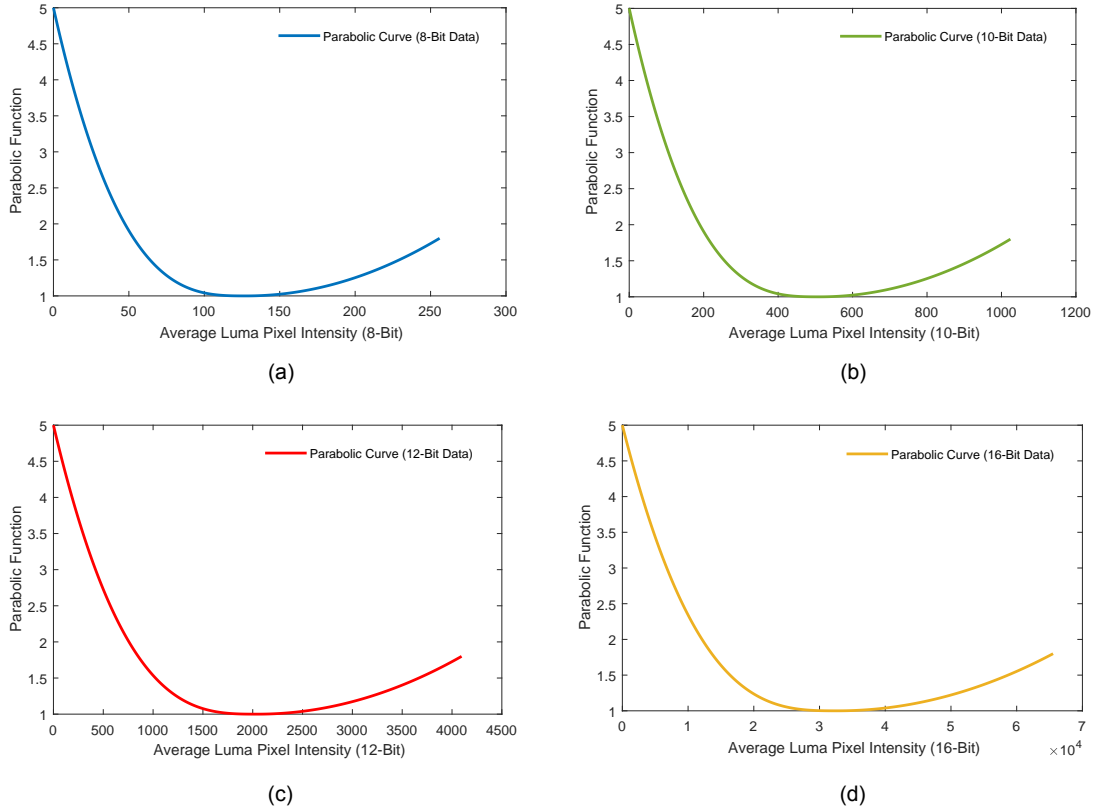 Parabolic Curve (8-Bit Data)
Parabolic Function
5
4.5
4
3.5
3
2.5
2
1.5
1
0 50 100 150 200 250 300
Average Luma Pixel Intensity (8-Bit)
(a)
Parabolic Curve (10-Bit Data)
Parabolic Function
5
4.5
4
3.5
3
2.5
2
1.5
1
0 200 400 600 800 1000 1200
Average Luma Pixel Intensity (10-Bit)
(b)
Parabolic Curve (12-Bit Data)
Parabolic Function
5
4.5
4
3.5
3
2.5
2
1.5
1
0 500 1000 1500 2000 2500 3000 3500 4000 4500
Average Luma Pixel Intensity (12-Bit)
(c)
Parabolic Curve (16-Bit Data)
Parabolic Function
5
4.5
4
3.5
3
2.5
2
1.5
1
0 1 2 3 4 5 6 70
Average Luma Pixel Intensity (16-Bit)
×10⁴
(d)